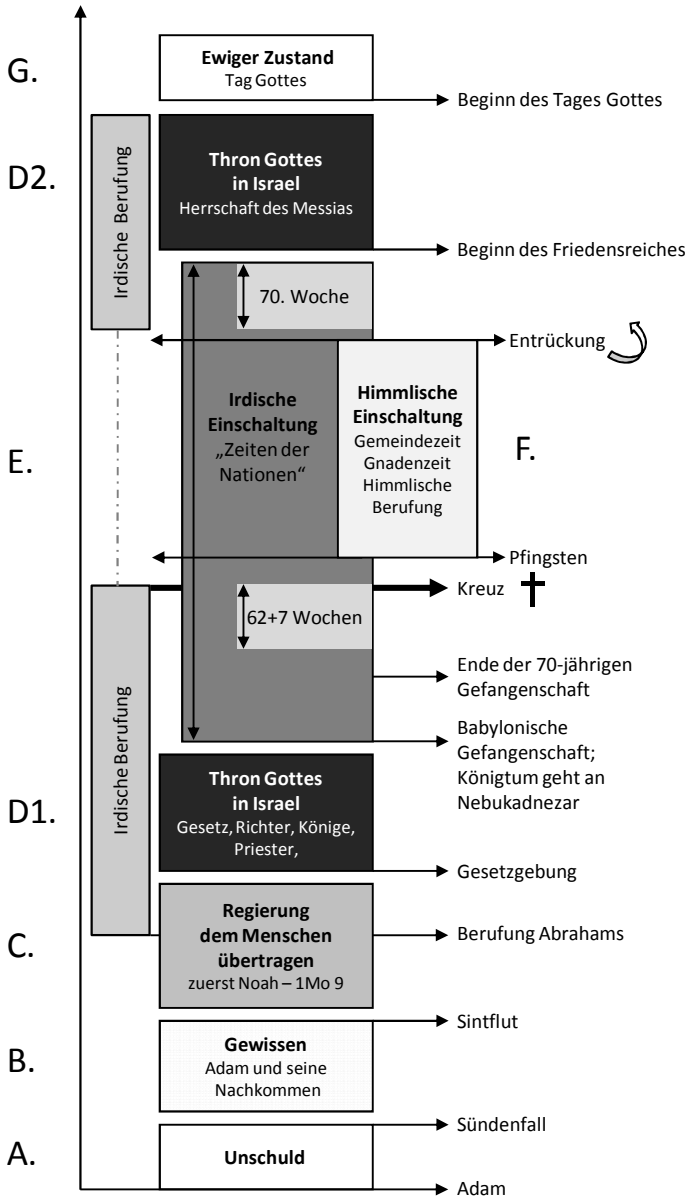 G.
Ewiger Zustand
Tag Gottes
Beginn des Tages Gottes
D2.
Irdische Berufung
Thron Gottes
in Israel
Herrschaft des Messias
Beginn des Friedensreiches
70. Woche
Entrückung
E.
Irdische
Einschaltung
„Zeiten der
Nationen“
Himmlische
Einschaltung
Gemeindezeit
Gnadenzeit
Himmlische
Berufung
F.
Pfingsten
Kreuz
62+7 Wochen
Irdische Berufung
Ende der 70-jährigen
Gefangenschaft
Babylonische
Gefangenschaft;
Königtum geht an
Nebukadnezar
D1.
Thron Gottes
in Israel
Gesetz, Richter, Könige,
Priester,
Gesetzgebung
C.
Regierung
dem Menschen
übertragen
zuerst Noah – 1Mo 9
Berufung Abrahams
Sintflut
B.
Gewissen
Adam und seine
Nachkommen
Sündenfall
A.
Unschuld
Adam